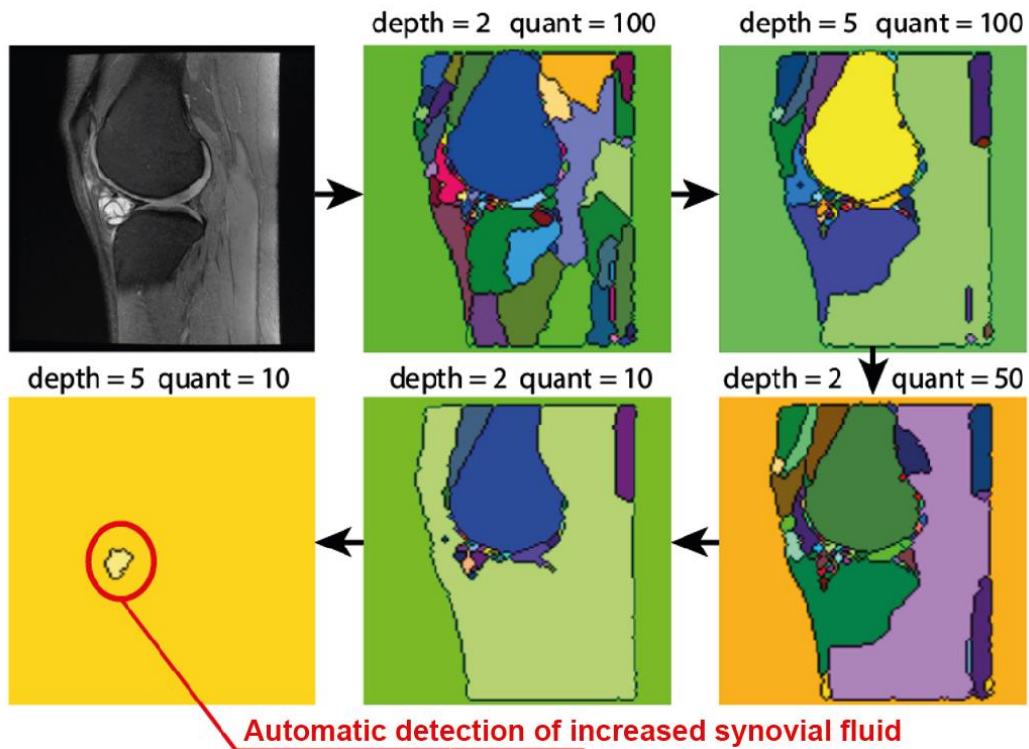 depth = 2 quant = 100
depth = 5 quant = 100
depth = 5 quant = 10
depth = 2 quant = 10
depth = 2 quant = 50
Automatic detection of increased synovial fluid